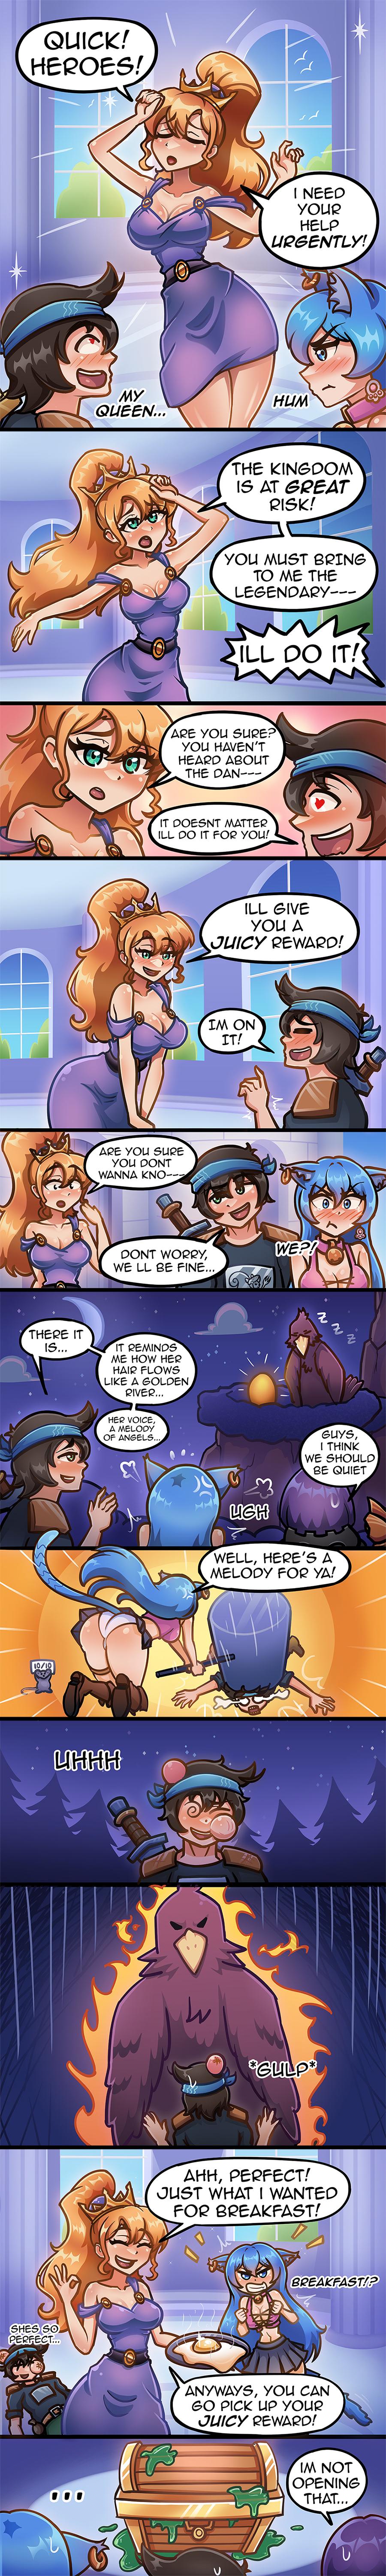 QUICK!
HEROES!
I NEED
YOUR
HELP
URGENTLY!
MY
QUEEN...
HUM
THE KINGDOM
IS AT GREAT
RISK!
YOU MUST BRING
TO ME THE
LEGENDARY---
ILL DO IT!
ARE YOU SURE?
YOU HAVEN'T
HEARD ABOUT
THE DAN---
IT DOESNT MATTER
ILL DO IT FOR YOU!
ILL GIVE
YOU A
JUICY REWARD!
IM ON
IT!
ARE YOU SURE
YOU DONT
WANNA KNO---
DONT WORRY,
WE LL BE FINE...
WE?!
THERE IT
IS...
IT REMINDS
ME HOW HER
HAIR FLOWS
LIKE A GOLDEN
RIVER...
HER VOICE,
A MELODY
OF ANGELS...
Z Z Z
GUYS,
I THINK
WE SHOULD
BE QUIET
UGH
WELL, HERE'S A
MELODY FOR YA!
10/10
UHHH
*GULP*
AHH, PERFECT!
JUST WHAT I WANTED
FOR BREAKFAST!
BREAKFAST!?
SHES SO
PERFECT...
ANYWAYS, YOU CAN
GO PICK UP YOUR
JUICY REWARD!
...
IM NOT
OPENING
THAT...